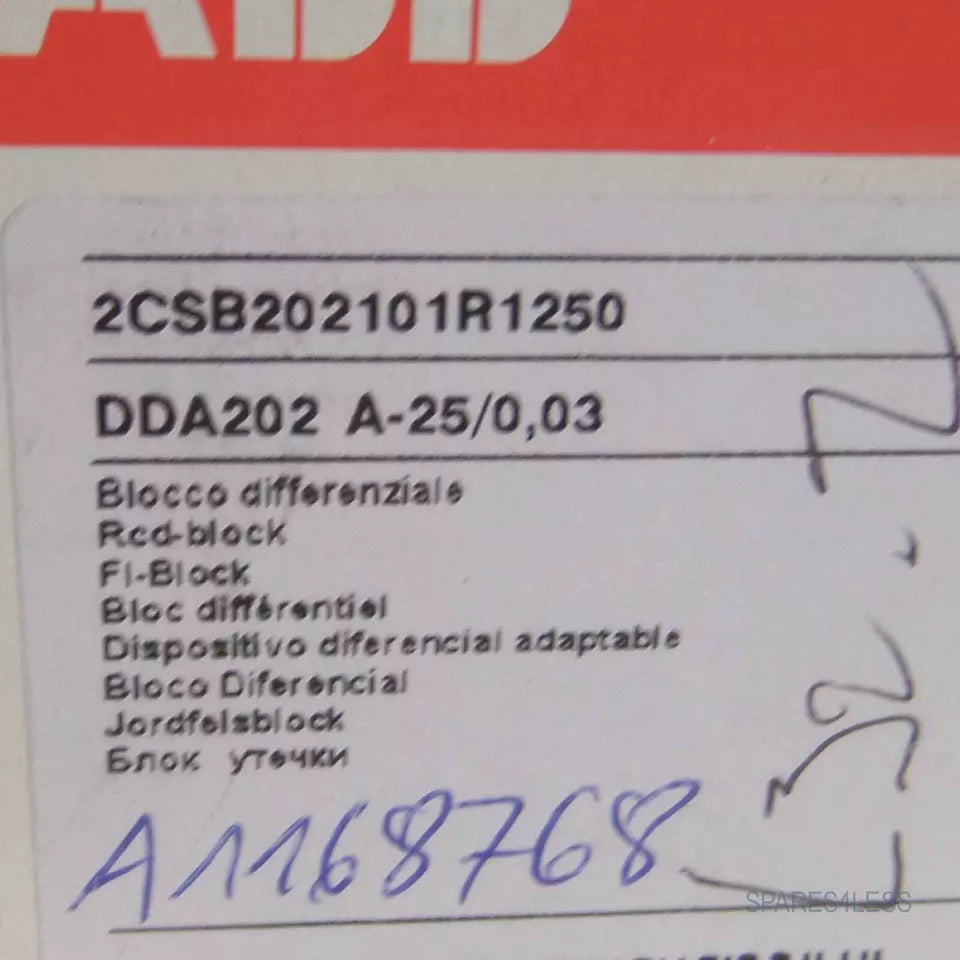 ABB
2CSB202101R1250
DDA202 A-25/0,03
Blocco differenziale
Rcd-block
FI-Block
Bloc différentiel
Dispositivo diferencial adaptable
Bloco Diferencial
Jordfelsblock
Блок утечки
A1168768
SPARES4LESS